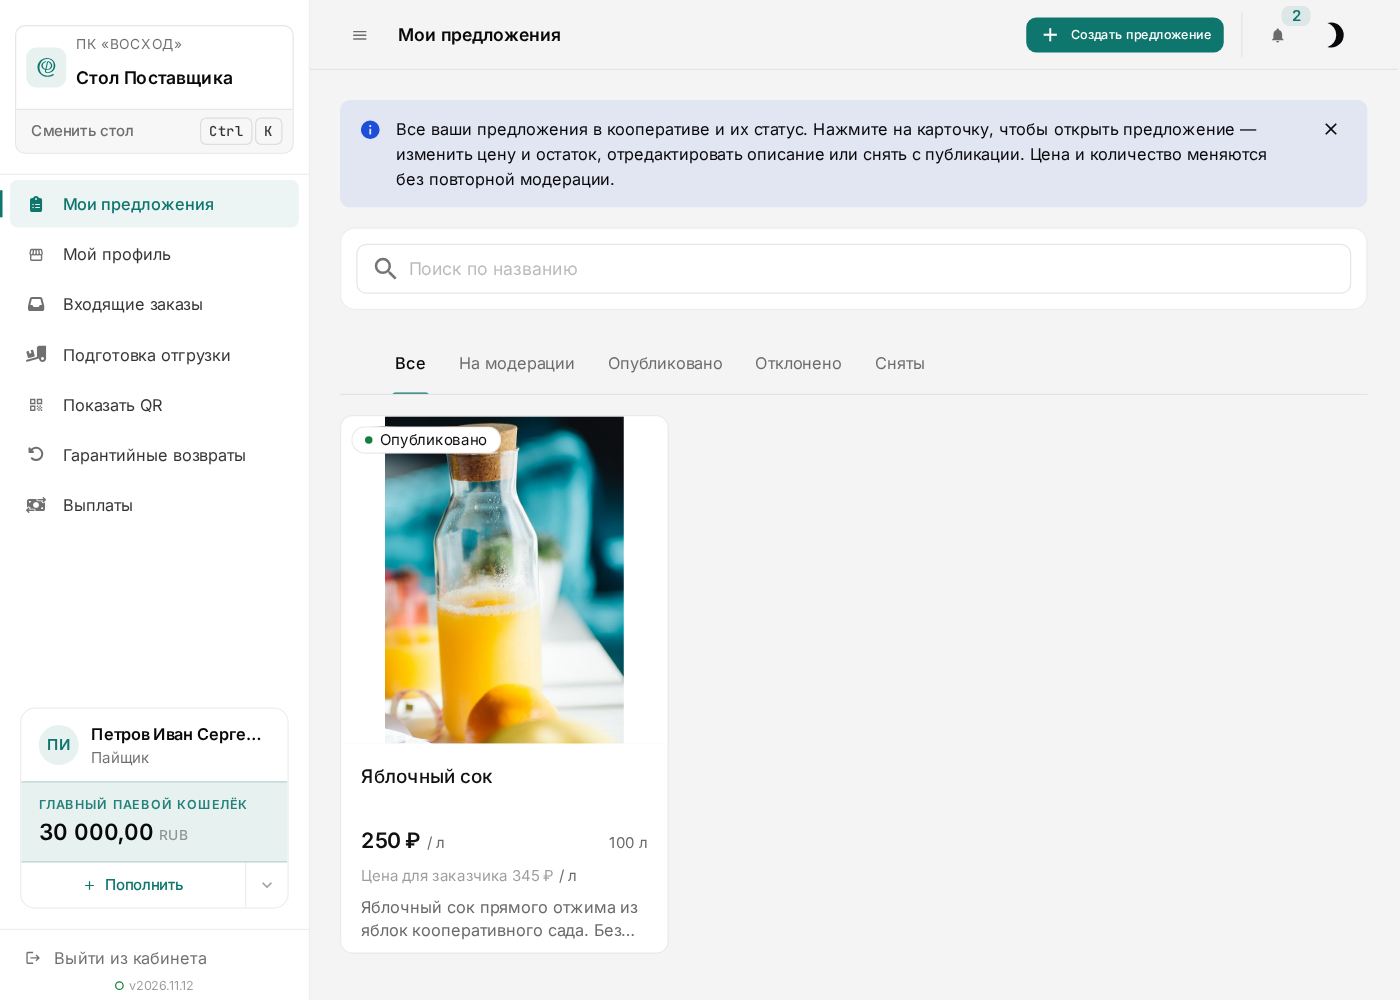 ПК «ВОСХОД»
Стол Поставщика
Сменить стол Ctrl K
Мои предложения
Мой профиль
Входящие заказы
Подготовка отгрузки
Показать QR
Гарантийные возвраты
Выплаты
ПИ
Петров Иван Серге...
Пайщик
ГЛАВНЫЙ ПАЕВОЙ КОШЕЛЁК
30 000,00 RUB
+ Пополнить
Выйти из кабинета
v2026.11.12
Мои предложения
+ Создать предложение
2
Все ваши предложения в кооперативе и их статус. Нажмите на карточку, чтобы открыть предложение —
изменить цену и остаток, отредактировать описание или снять с публикации. Цена и количество меняются
без повторной модерации.
Поиск по названию
Все На модерации Опубликовано Отклонено Сняты
Опубликовано
Яблочный сок
250 ₽ / л 100 л
Цена для заказчика 345 ₽ / л
Яблочный сок прямого отжима из
яблок кооперативного сада. Без...